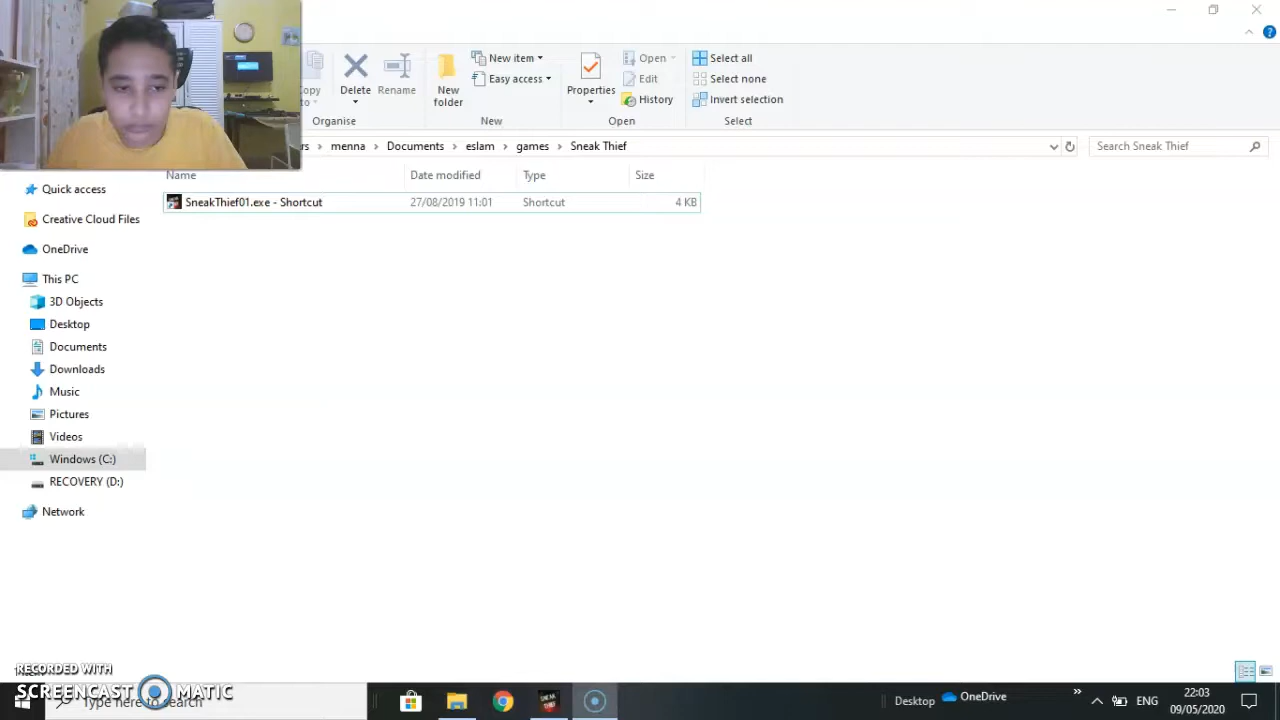 Copy to
Delete
Rename
New folder
New item
Easy access
Properties
Open
Edit
History
Select all
Select none
Invert selection
Organise
New
Open
Select
menna › Documents › eslam › games › Sneak Thief
Search Sneak Thief
Name
Date modified
Type
Size
SneakThief01.exe - Shortcut
27/08/2019 11:01
Shortcut
4 KB
Quick access
Creative Cloud Files
OneDrive
This PC
3D Objects
Desktop
Documents
Downloads
Music
Pictures
Videos
Windows (C:)
RECOVERY (D:)
Network
RECORDED WITH
SCREENCAST MATIC
Type here to search
SNEAK THIEF
Desktop
OneDrive
ENG
22:03
09/05/2020